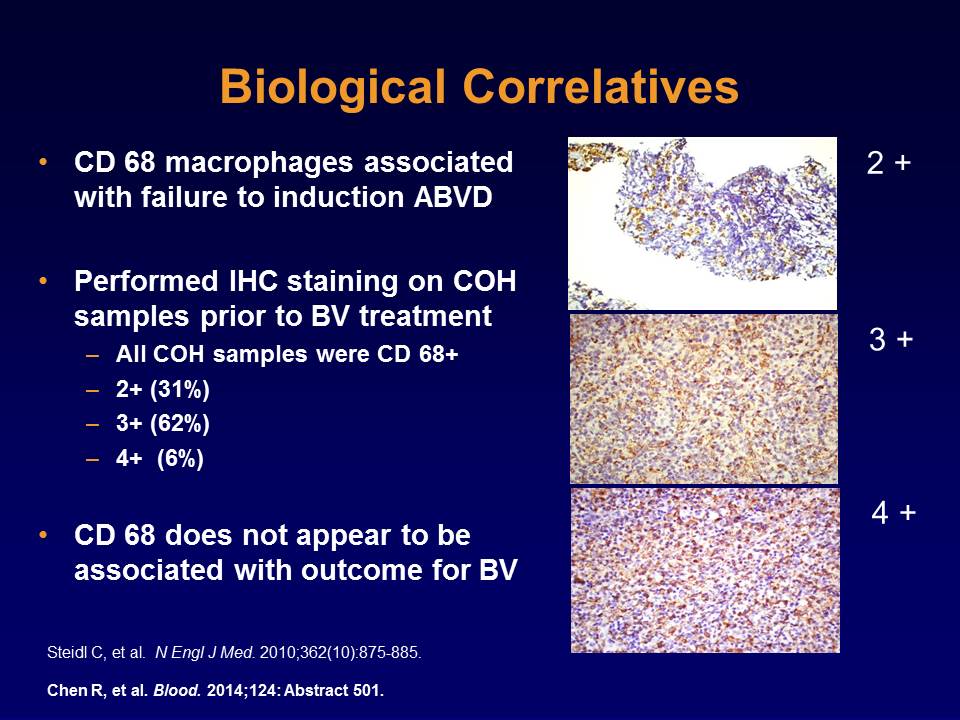 Biological Correlatives
• CD 68 macrophages associated
with failure to induction ABVD
• Performed IHC staining on COH
samples prior to BV treatment
– All COH samples were CD 68+
– 2+ (31%)
– 3+ (62%)
– 4+ (6%)
• CD 68 does not appear to be
associated with outcome for BV
2 +
3 +
4 +
Steidl C, et al. N Engl J Med. 2010;362(10):875-885.
Chen R, et al. Blood. 2014;124: Abstract 501.